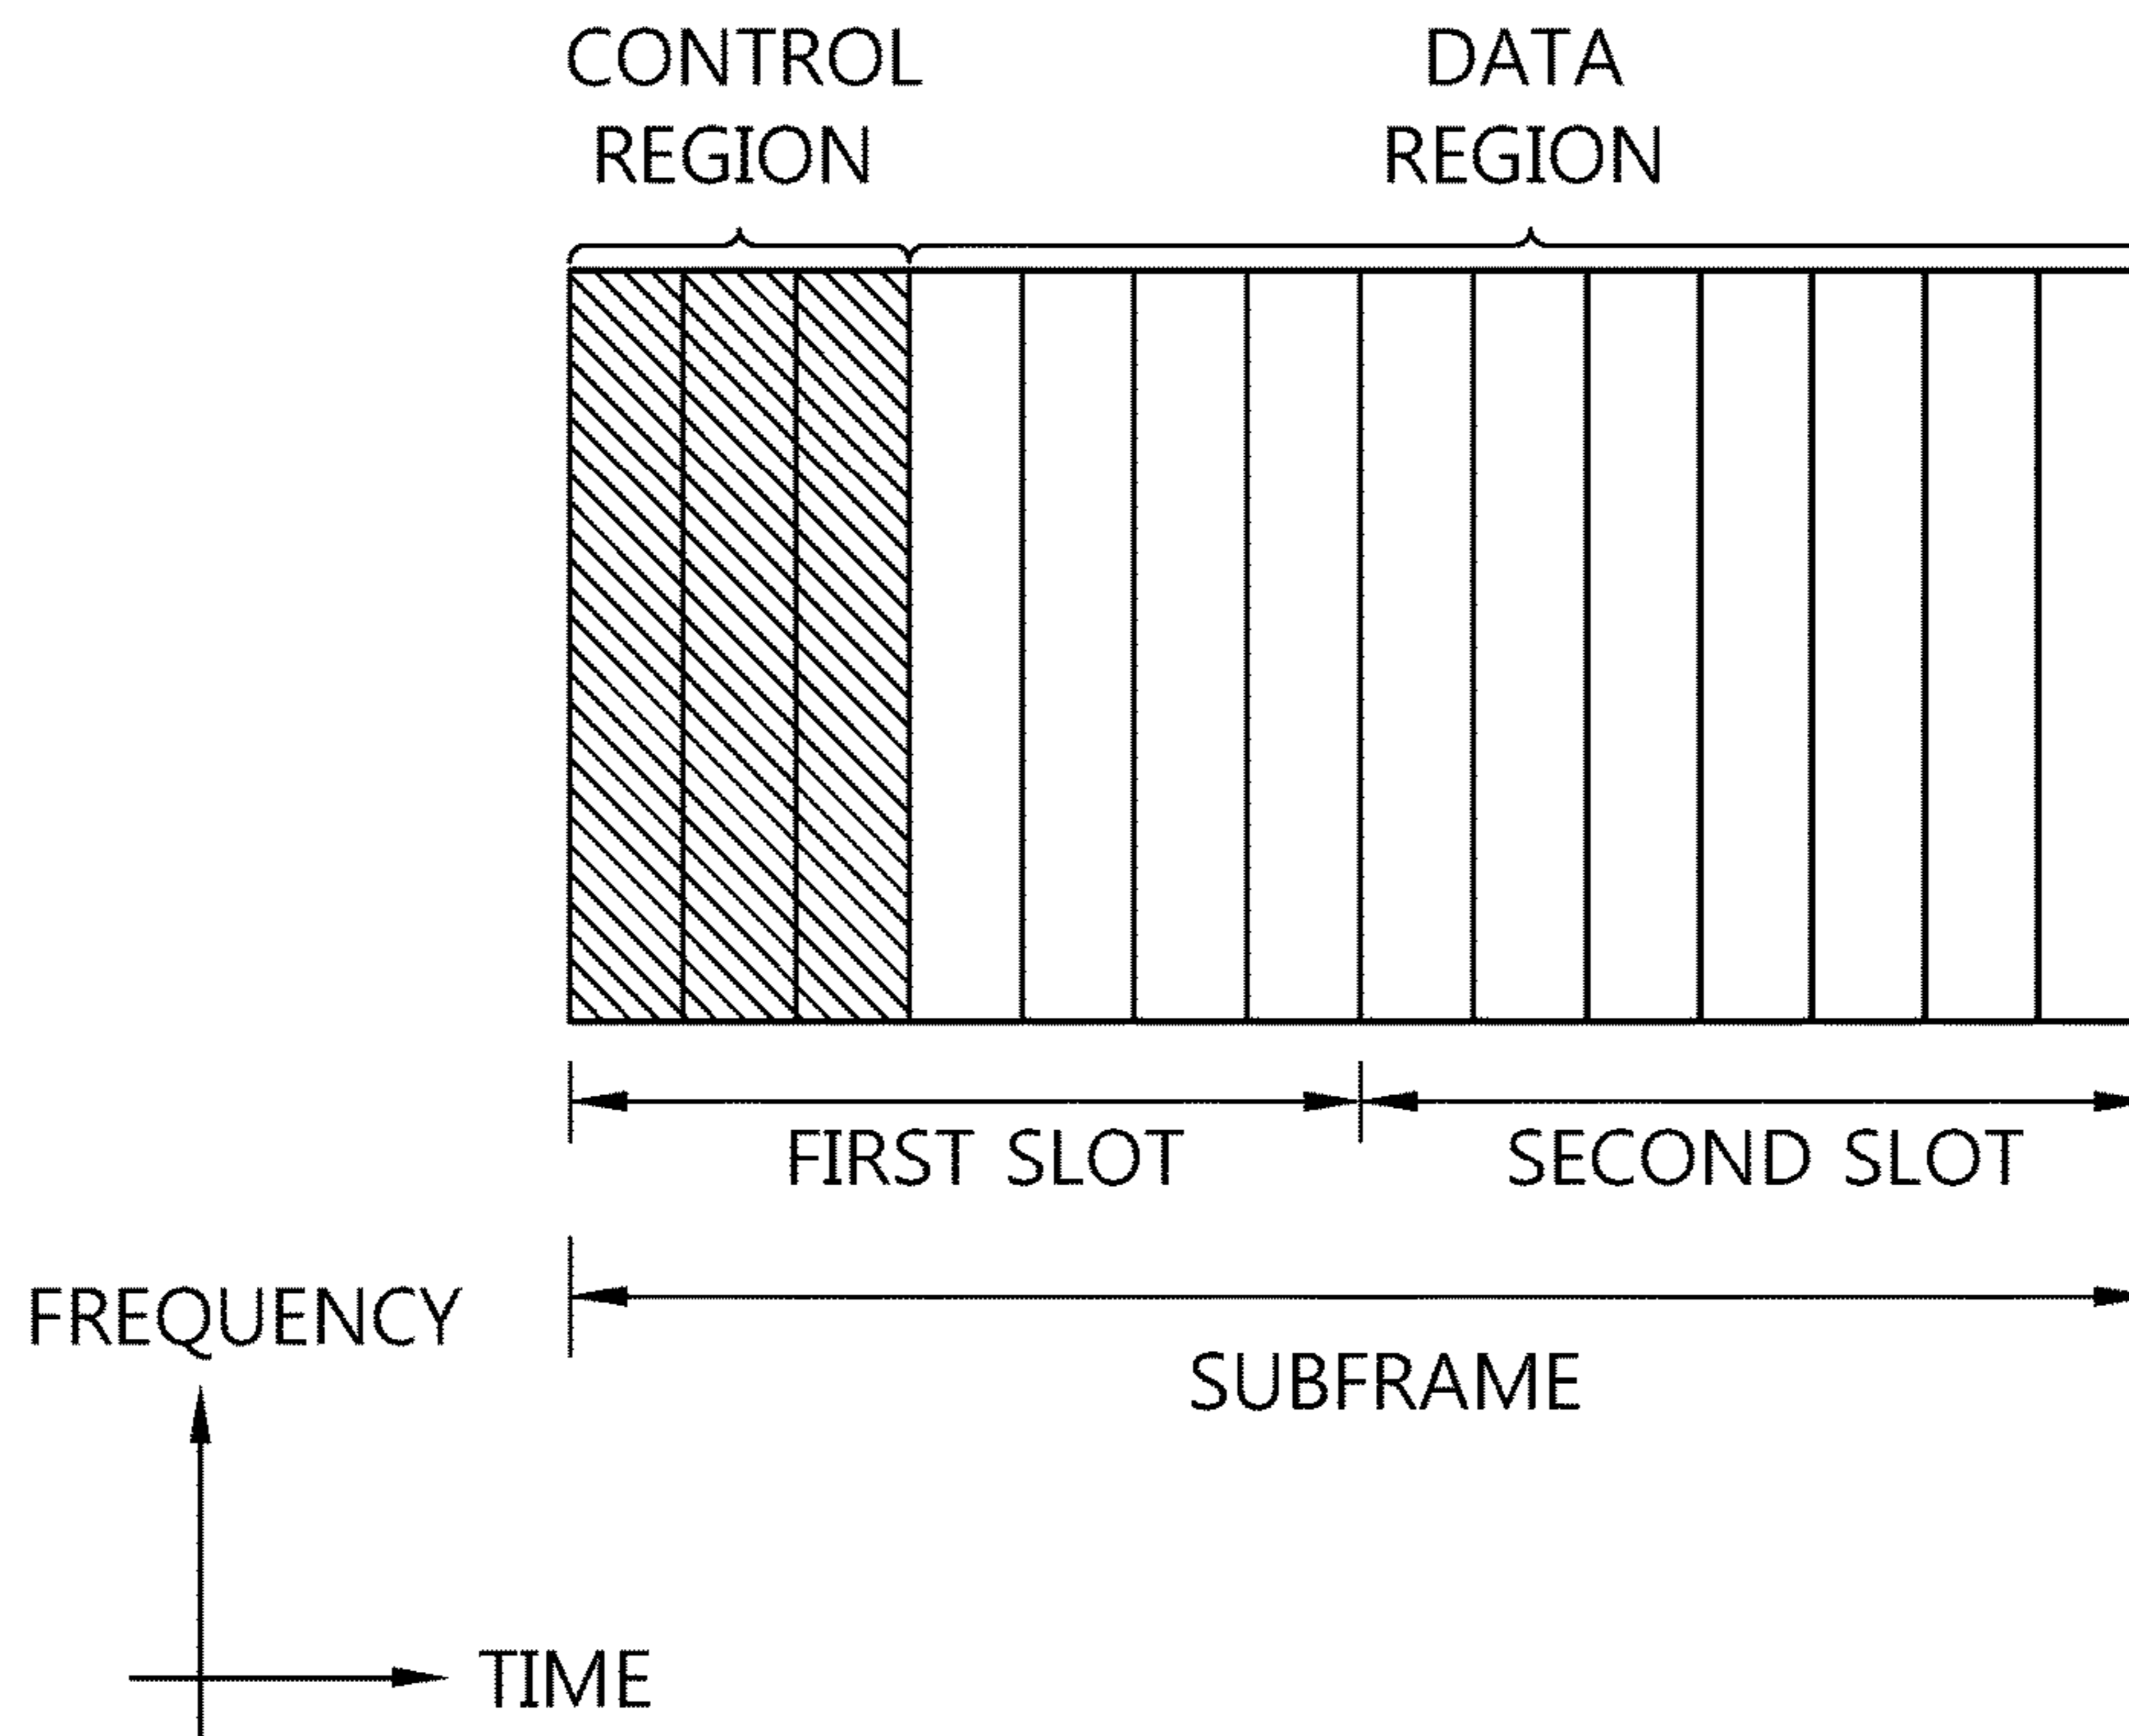 CONTROL
REGION
DATA
REGION
FIRST SLOT
SECOND SLOT
SUBFRAME
FREQUENCY
TIME